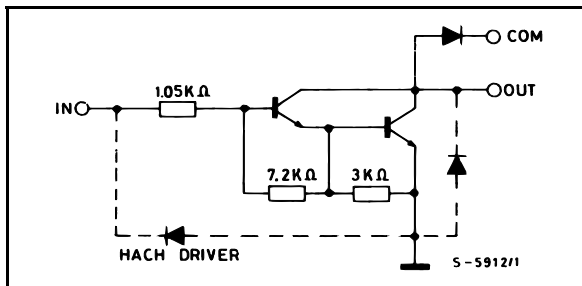 COM
1.05KΩ
IN
OUT
7.2KΩ
3KΩ
HACH DRIVER
S-5912/1